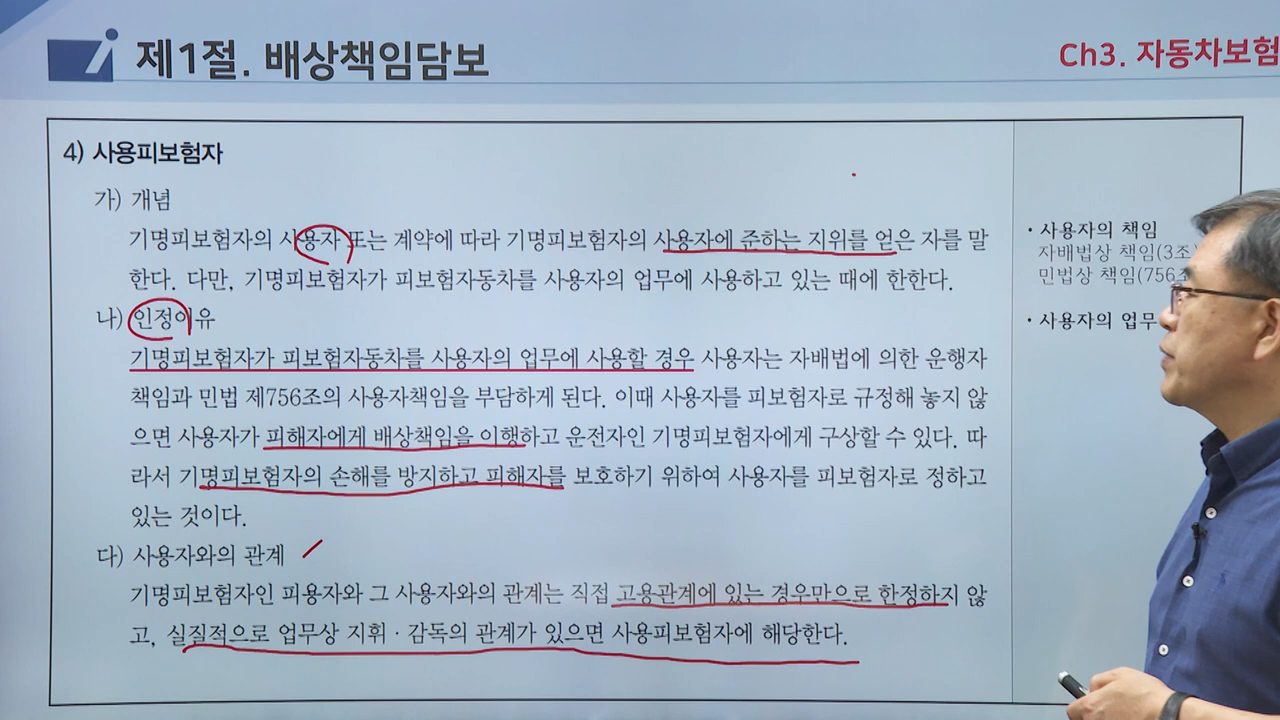 제1절. 배상책임담보
Ch3. 자동차보험
4) 사용피보험자
가) 개념
기명피보험자의 사용자 또는 계약에 따라 기명피보험자의 사용자에 준하는 지위를 얻은 자를 말
한다. 다만, 기명피보험자가 피보험자동차를 사용자의 업무에 사용하고 있는 때에 한한다.
나) 인정이유
기명피보험자가 피보험자동차를 사용자의 업무에 사용할 경우 사용자는 자배법에 의한 운행자
책임과 민법 제756조의 사용자책임을 부담하게 된다. 이때 사용자를 피보험자로 규정해 놓지 않
으면 사용자가 피해자에게 배상책임을 이행하고 운전자인 기명피보험자에게 구상할 수 있다. 따
라서 기명피보험자의 손해를 방지하고 피해자를 보호하기 위하여 사용자를 피보험자로 정하고
있는 것이다.
다) 사용자와의 관계
기명피보험자인 피용자와 그 사용자와의 관계는 직접 고용관계에 있는 경우만으로 한정하지 않
고, 실질적으로 업무상 지휘·감독의 관계가 있으면 사용피보험자에 해당한다.
· 사용자의 책임
자배법상 책임(3조)
민법상 책임(756
· 사용자의 업무